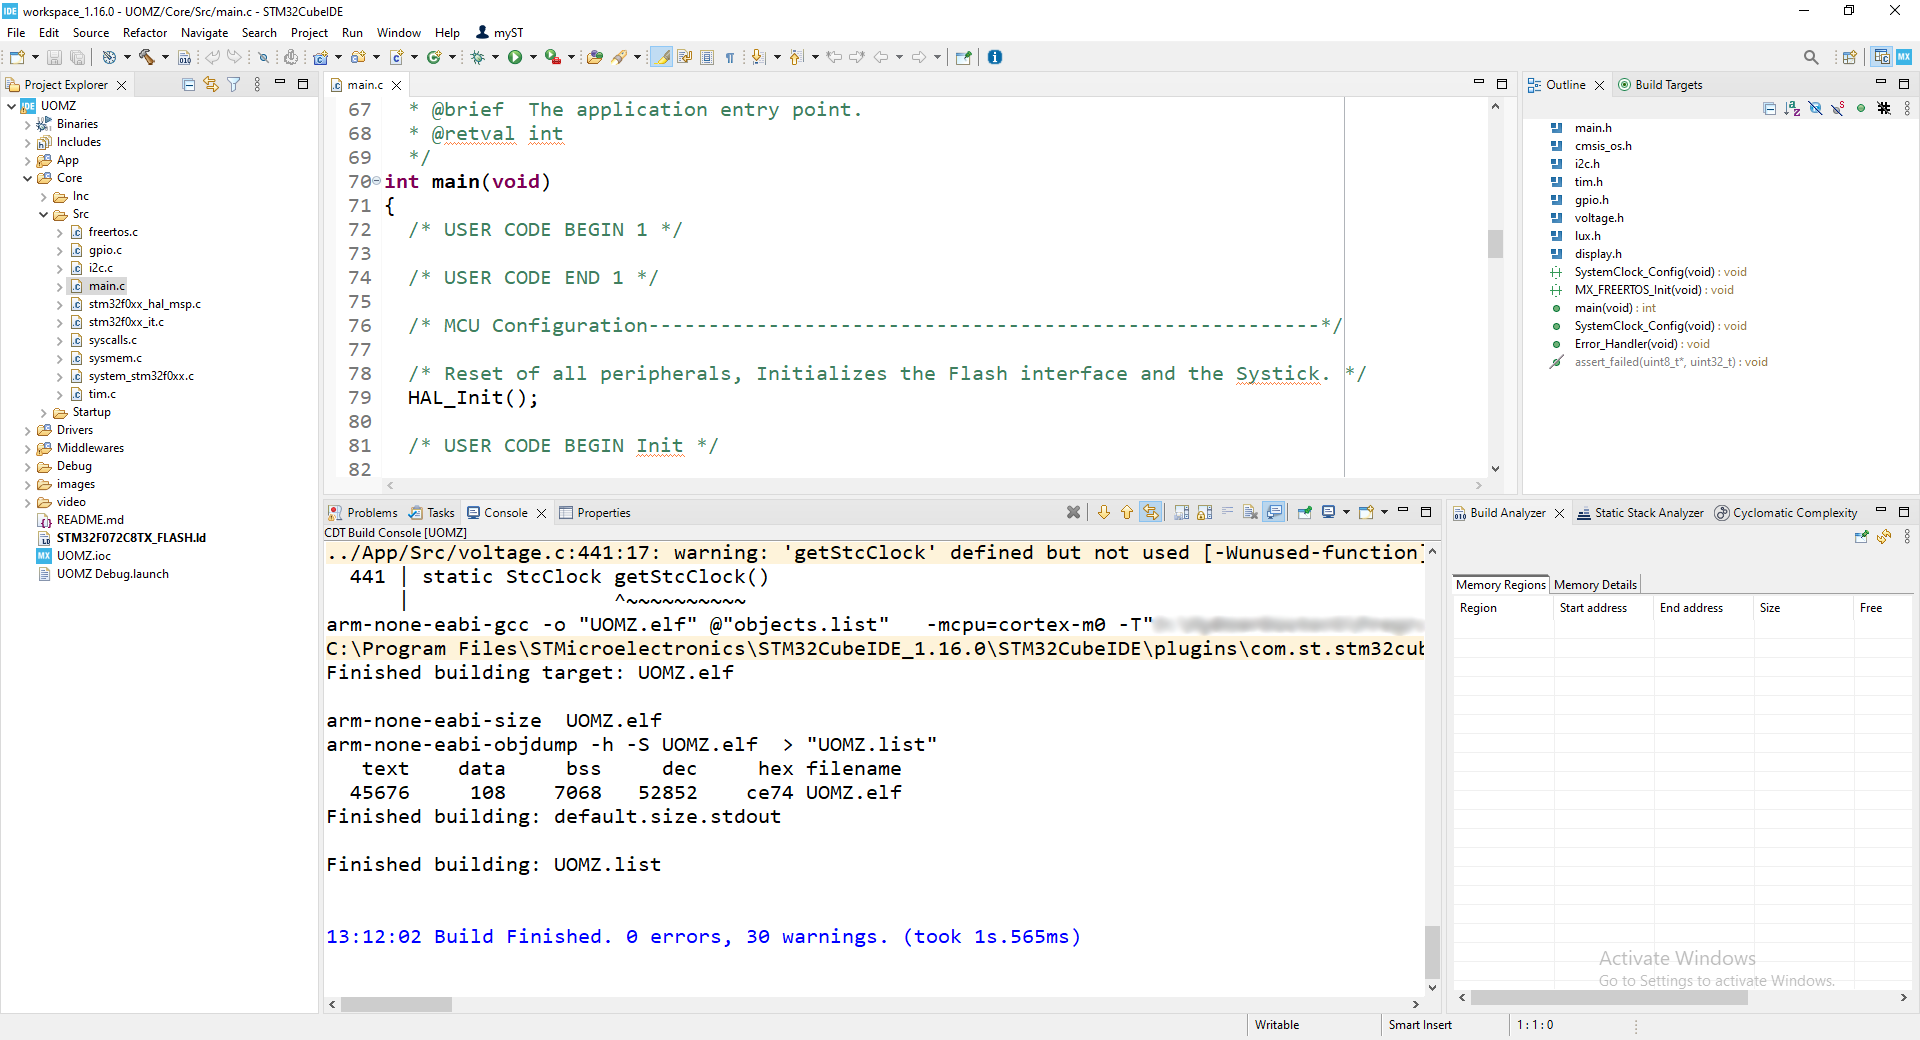 workspace_1.16.0 - UOMZ/Core/Src/main.c - STM32CubeIDE
File Edit Source Refactor Navigate Search Project Run Window Help myST
Project Explorer
UOMZ
Binaries
Includes
App
Core
Inc
Src
freertos.c
gpio.c
i2c.c
main.c
stm32f0xx_hal_msp.c
stm32f0xx_it.c
syscalls.c
sysmem.c
system_stm32f0xx.c
tim.c
Startup
Drivers
Middlewares
Debug
images
video
README.md
STM32F072C8TX_FLASH.ld
UOMZ.ioc
UOMZ Debug.launch
main.c
67 * @brief  The application entry point.
68 * @retval int
69 */
70 int main(void)
71 {
72 /* USER CODE BEGIN 1 */
73
74 /* USER CODE END 1 */
75
76 /* MCU Configuration--------------------------------------------------------*/
77
78 /* Reset of all peripherals, Initializes the Flash interface and the Systick. */
79 HAL_Init();
80
81 /* USER CODE BEGIN Init */
82
Outline Build Targets
main.h
cmsis_os.h
i2c.h
tim.h
gpio.h
voltage.h
lux.h
display.h
SystemClock_Config(void) : void
MX_FREERTOS_Init(void) : void
main(void) : int
SystemClock_Config(void) : void
Error_Handler(void) : void
assert_failed(uint8_t*, uint32_t) : void
Problems Tasks Console Properties
CDT Build Console [UOMZ]
../App/Src/voltage.c:441:17: warning: 'getStcClock' defined but not used [-Wunused-function]
441 | static StcClock getStcClock()
| ^~~~~~~~~~~
arm-none-eabi-gcc -o "UOMZ.elf" @"objects.list"   -mcpu=cortex-m0 -T"
C:\Program Files\STMicroelectronics\STM32CubeIDE_1.16.0\STM32CubeIDE\plugins\com.st.stm32cub
Finished building target: UOMZ.elf
arm-none-eabi-size  UOMZ.elf
arm-none-eabi-objdump -h -S UOMZ.elf  > "UOMZ.list"
text data bss dec hex filename
45676 108 7068 52852 ce74 UOMZ.elf
Finished building: default.size.stdout
Finished building: UOMZ.list
13:12:02 Build Finished. 0 errors, 30 warnings. (took 1s.565ms)
Build Analyzer Static Stack Analyzer Cyclomatic Complexity
Memory Regions Memory Details
Region Start address End address Size Free
Activate Windows
Go to Settings to activate Windows.
Writable Smart Insert 1 : 1 : 0